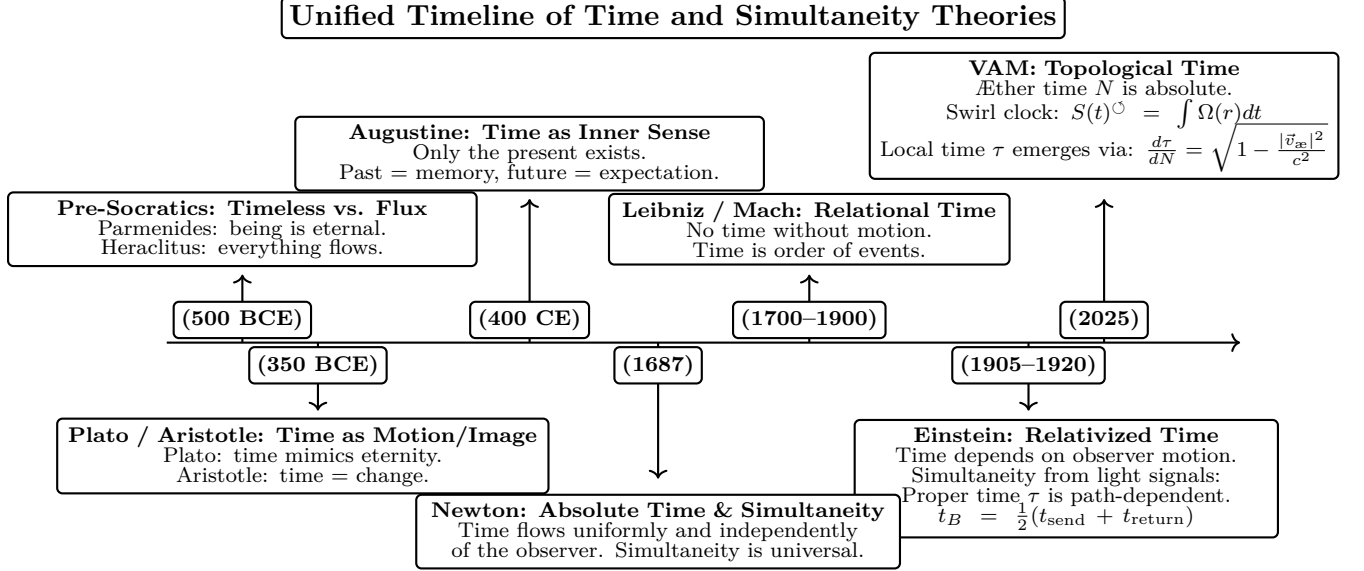 Unified Timeline of Time and Simultaneity Theories
VAM: Topological Time
Æther time N is absolute.
Swirl clock: S(t)^↺ = ∫ Ω(r)dt
Local time τ emerges via: dτ/dN = √(1 − |v⃗_æ|²/c²)
Augustine: Time as Inner Sense
Only the present exists.
Past = memory, future = expectation.
Pre-Socratics: Timeless vs. Flux
Parmenides: being is eternal.
Heraclitus: everything flows.
Leibniz / Mach: Relational Time
No time without motion.
Time is order of events.
(500 BCE)
(400 CE)
(1700–1900)
(2025)
(350 BCE)
(1687)
(1905–1920)
Plato / Aristotle: Time as Motion/Image
Plato: time mimics eternity.
Aristotle: time = change.
Einstein: Relativized Time
Time depends on observer motion.
Simultaneity from light signals:
Proper time τ is path-dependent.
t_B = ½(t_send + t_return)
Newton: Absolute Time & Simultaneity
Time flows uniformly and independently
of the observer. Simultaneity is universal.